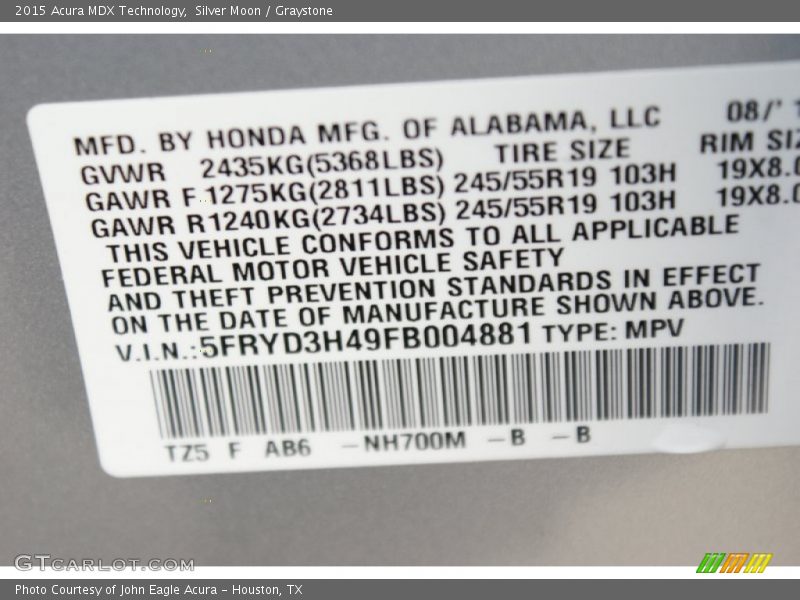 2015 Acura MDX Technology, Silver Moon / Graystone
MFD. BY HONDA MFG. OF ALABAMA, LLC 08/'
GVWR 2435KG(5368LBS) TIRE SIZE RIM SIZ
GAWR F 1275KG(2811LBS) 245/55R19 103H 19X8.0
GAWR R1240KG(2734LBS) 245/55R19 103H 19X8.0
THIS VEHICLE CONFORMS TO ALL APPLICABLE
FEDERAL MOTOR VEHICLE SAFETY
AND THEFT PREVENTION STANDARDS IN EFFECT
ON THE DATE OF MANUFACTURE SHOWN ABOVE.
V.I.N.:5FRYD3H49FB004881 TYPE: MPV
TZ5 F AB6 -NH700M -B -B
GTCARLOT.COM
Photo Courtesy of John Eagle Acura - Houston, TX